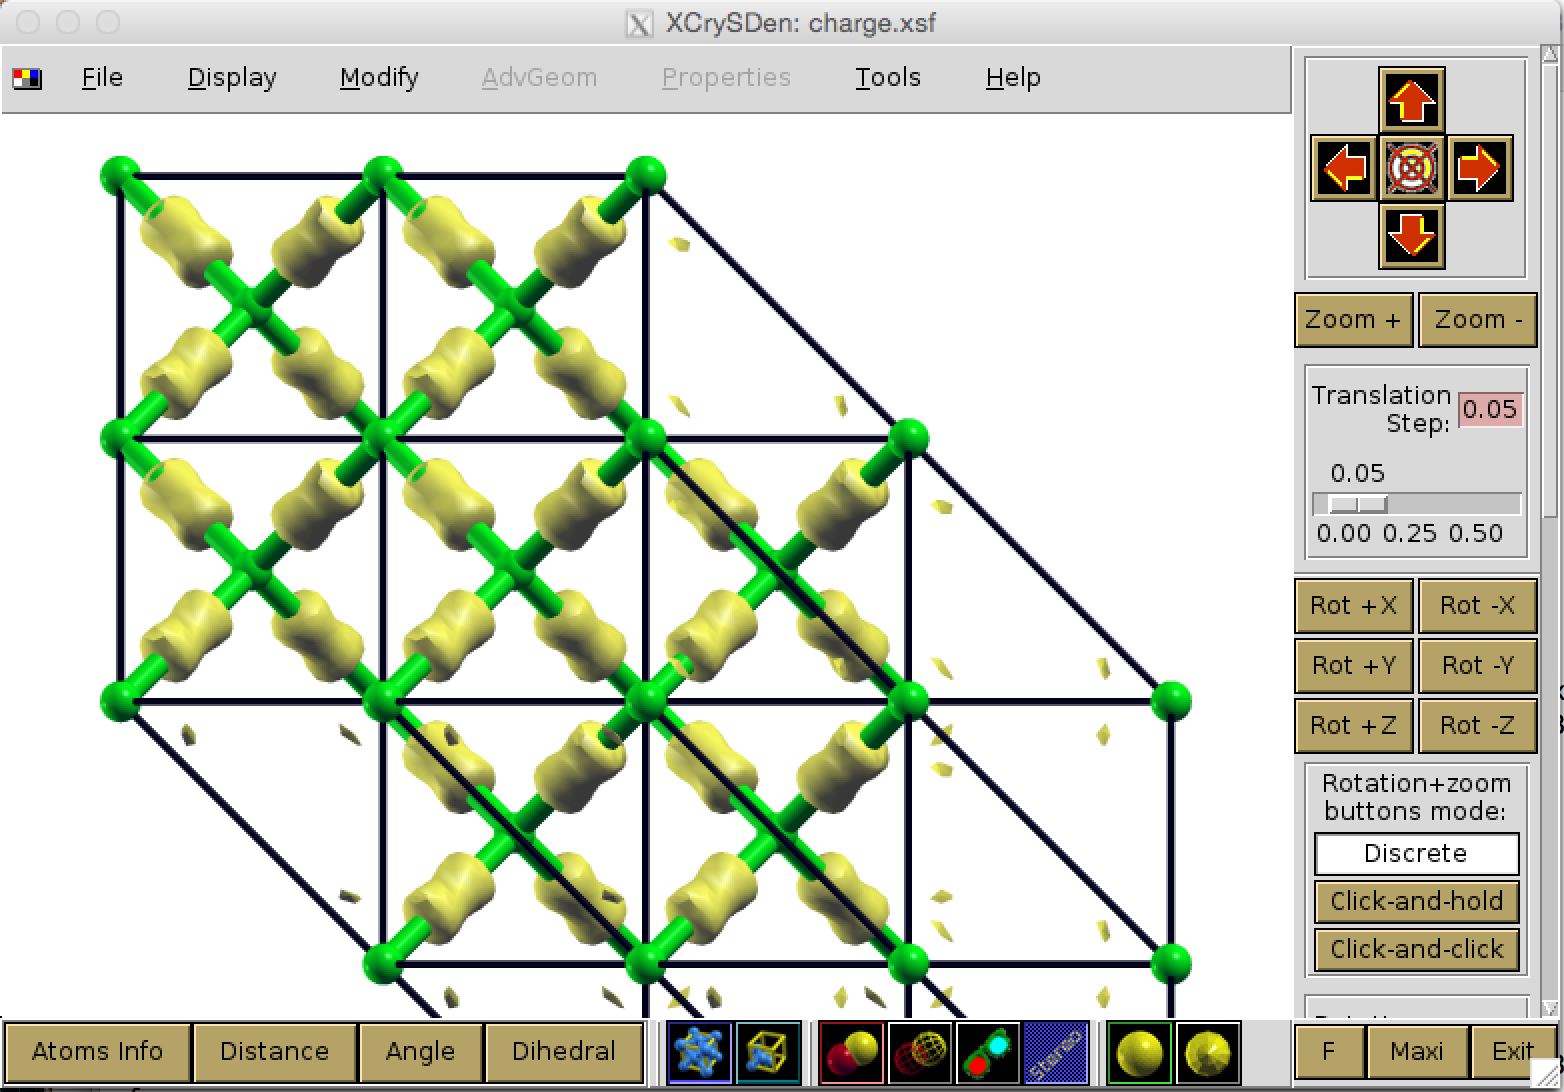 XCrySDen: charge.xsf
File Display Modify AdvGeom Properties Tools Help
Zoom + Zoom -
Translation
Step: 0.05
0.05
0.00 0.25 0.50
Rot +X Rot -X
Rot +Y Rot -Y
Rot +Z Rot -Z
Rotation+zoom
buttons mode:
Discrete
Click-and-hold
Click-and-click
Atoms Info Distance Angle Dihedral Stereo F Maxi Exit